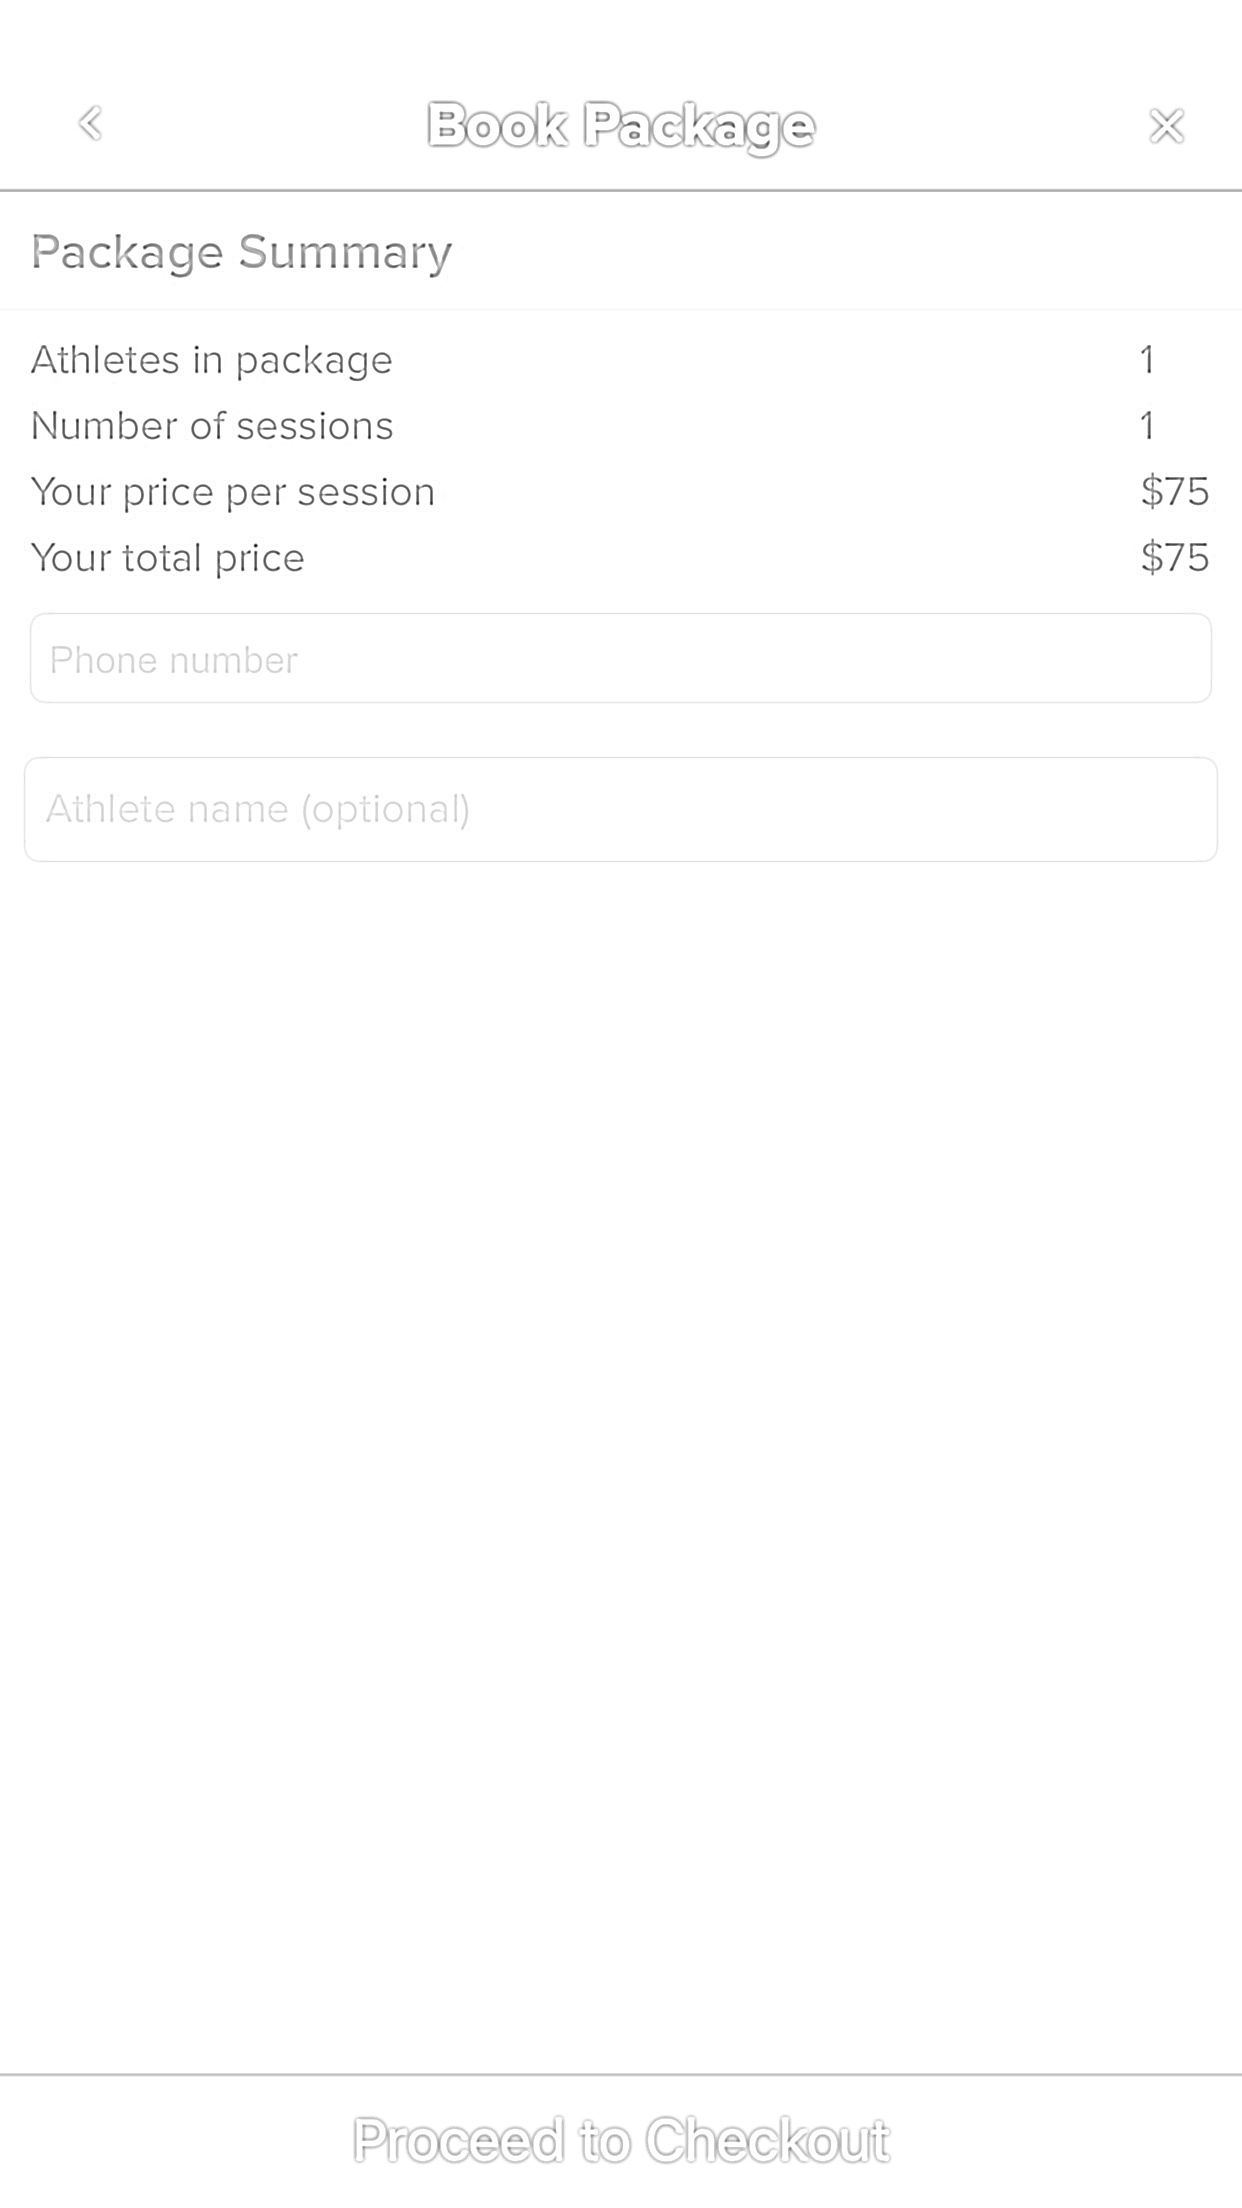 Book Package
Package Summary
Athletes in package 1
Number of sessions 1
Your price per session $75
Your total price $75
Phone number
Athlete name (optional)
Proceed to Checkout